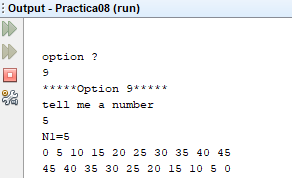 Output - Practica08 (run)
option ?
9
*****Option 9*****
tell me a number
5
N1=5
0 5 10 15 20 25 30 35 40 45
45 40 35 30 25 20 15 10 5 0